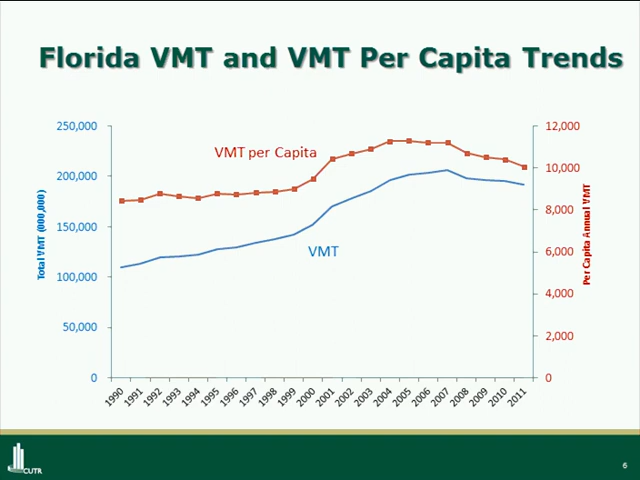 Florida VMT and VMT Per Capita Trends
250,000
200,000
150,000
100,000
50,000
0
Total VMT (000,000)
VMT per Capita
VMT
12,000
10,000
8,000
6,000
4,000
2,000
0
Per Capita Annual VMT
1990 1991 1992 1993 1994 1995 1996 1997 1998 1999 2000 2001 2002 2003 2004 2005 2006 2007 2008 2009 2010 2011
CUTR
6